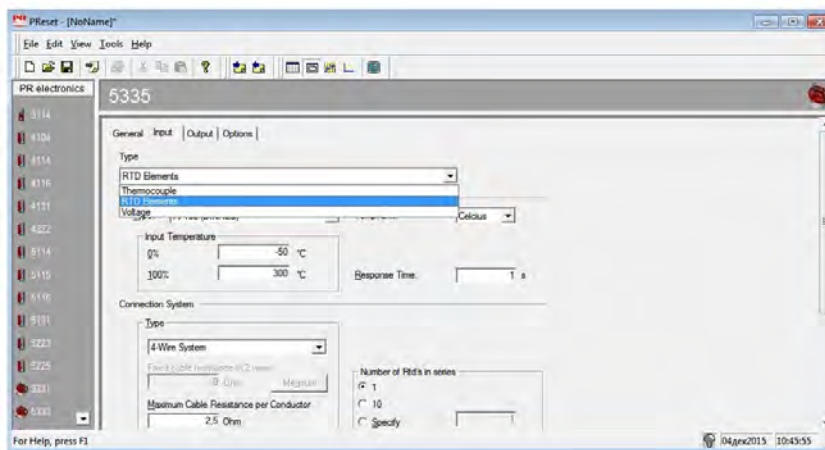 PReset - [NoName]*
File Edit View Tools Help
PR electronics
5335
5114
4104
4114
4116
4131
4222
5114
5115
5116
5131
5223
5225
5331
5333
General Input Output Options
Type
RTD Elements
Thermocouple
RTD Elements
Voltage
Celcius
Input Temperature
0% -50 °C
100% 300 °C
Response Time: 1 s
Connection System
Type
4-Wire System
Number of Rtd's in series
1
10
Specify 1
Maximum Cable Resistance per Conductor
2,5 Ohm
For Help, press F1
04дек2015 10:45:55